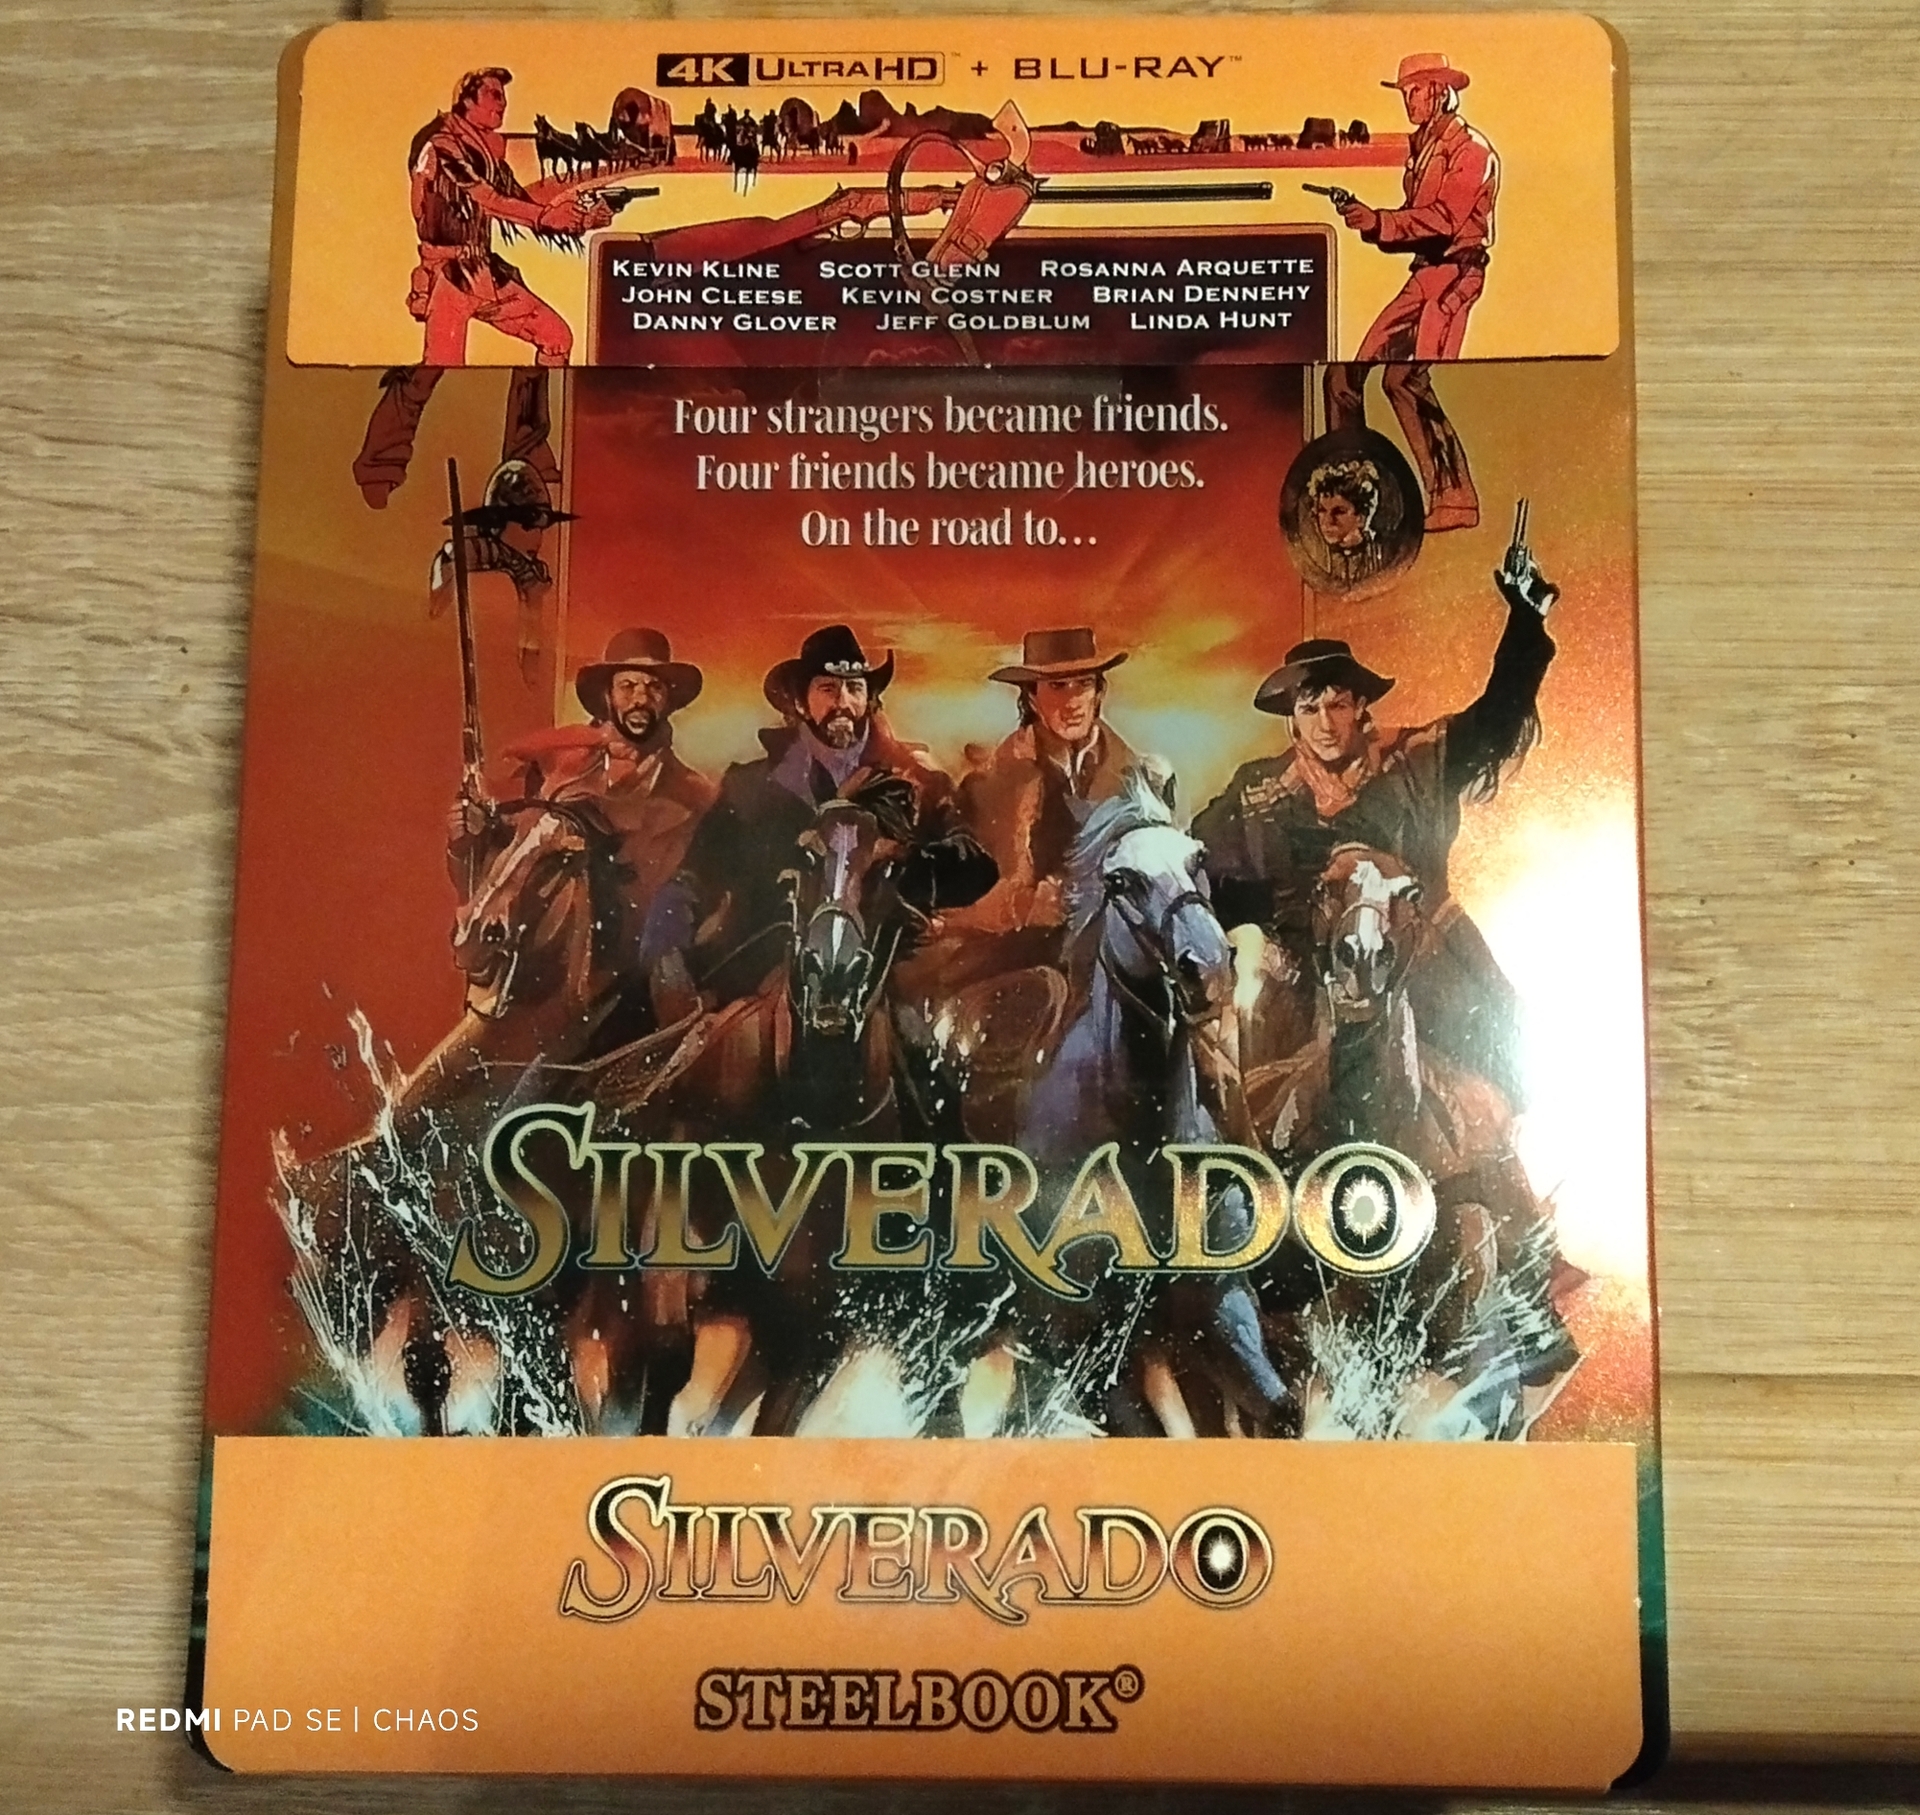 4K ULTRA HD™ + BLU-RAY™
KEVIN KLINE SCOTT GLENN ROSANNA ARQUETTE
JOHN CLEESE KEVIN COSTNER BRIAN DENNEHY
DANNY GLOVER JEFF GOLDBLUM LINDA HUNT
Four strangers became friends.
Four friends became heroes.
On the road to...
SILVERADO
SILVERADO
STEELBOOK®
REDMI PAD SE | CHAOS